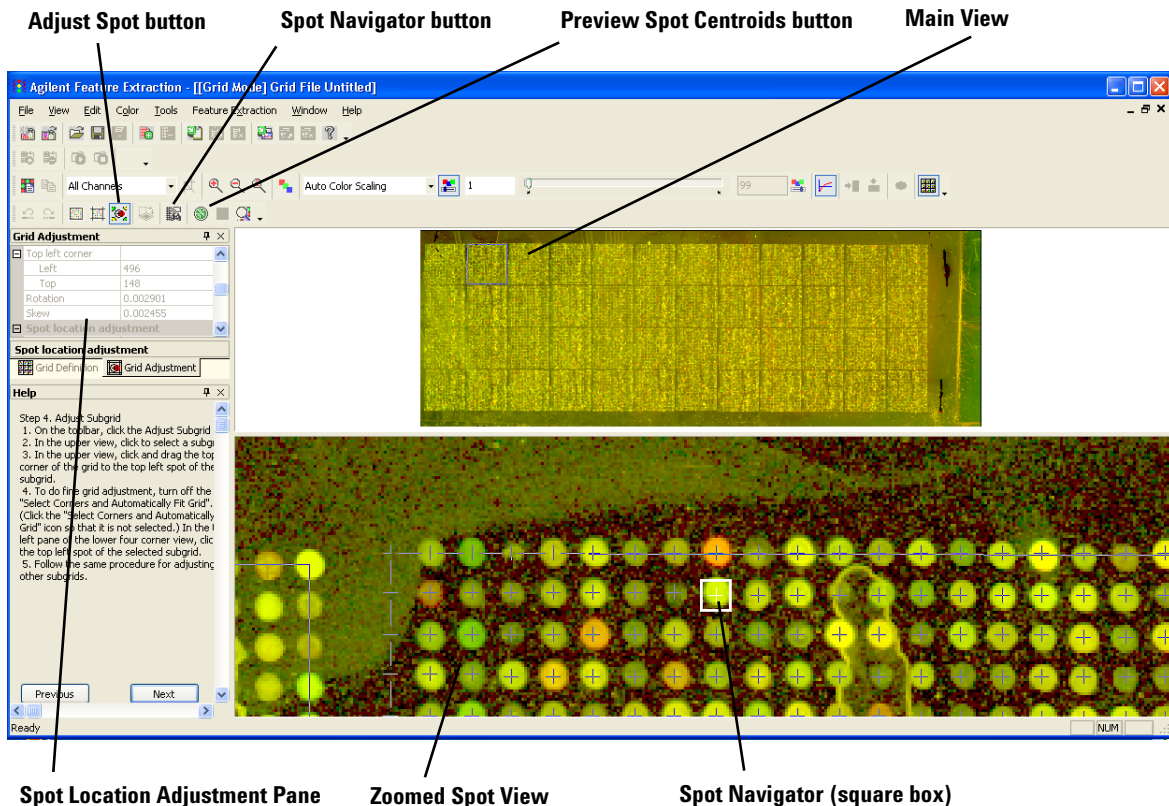 Adjust Spot button
Spot Navigator button
Preview Spot Centroids button
Main View
Agilent Feature Extraction - [[Grid Mode] Grid File Untitled]
File View Edit Color Tools Feature Extraction Window Help
All Channels
Auto Color Scaling
1
99
Grid Adjustment
Top left corner
Left 496
Top 148
Rotation 0.002901
Skew 0.002455
Spot location adjustment
Spot location adjustment
Grid Definition Grid Adjustment
Help
Step 4. Adjust Subgrid
1. On the toolbar, click the Adjust Subgrid
2. In the upper view, click to select a subgr
3. In the upper view, click and drag the top
corner of the grid to the top left spot of the
subgrid.
4. To do fine grid adjustment, turn off the
"Select Corners and Automatically Fit Grid".
(Click the "Select Corners and Automatically
Grid" icon so that it is not selected.) In the
left pane of the lower four corner view, clic
the top left spot of the selected subgrid.
5. Follow the same procedure for adjusting
other subgrids.
Previous Next
Ready
NUM
Spot Location Adjustment Pane
Zoomed Spot View
Spot Navigator (square box)